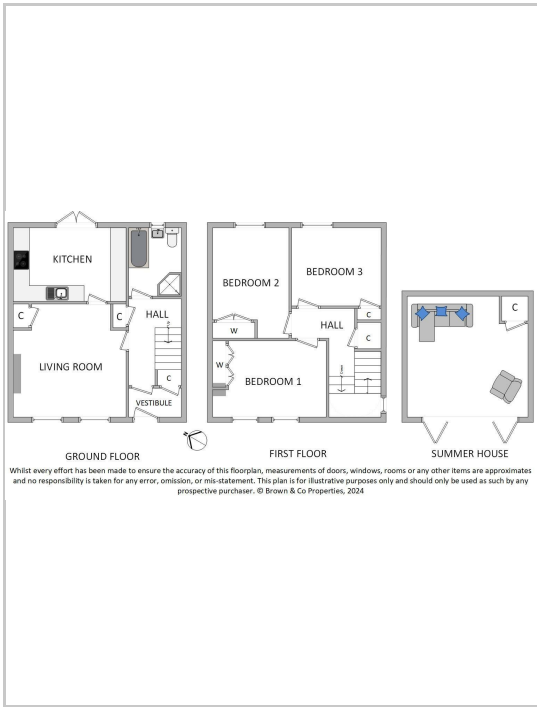 KITCHEN
C
C
HALL
LIVING ROOM
C
VESTIBULE
GROUND FLOOR
BEDROOM 2
BEDROOM 3
W
HALL
C
C
W
BEDROOM 1
FIRST FLOOR
C
SUMMER HOUSE
Whilst every effort has been made to ensure the accuracy of this floorplan, measurements of doors, windows, rooms or any other items are approximates
and no responsibility is taken for any error, omission, or mis-statement. This plan is for illustrative purposes only and should only be used as such by any
prospective purchaser. © Brown & Co Properties, 2024